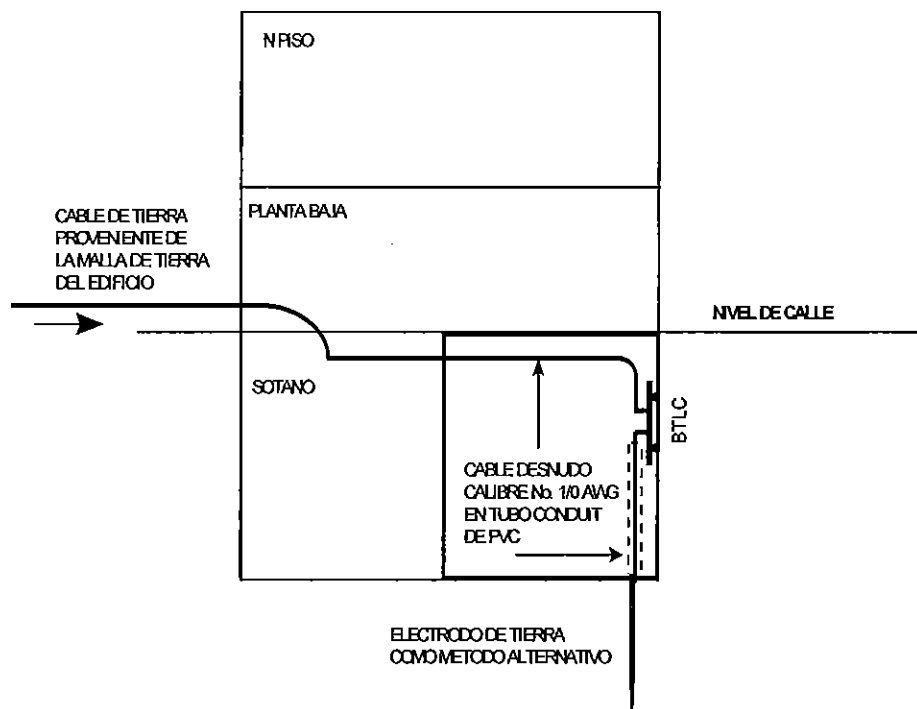 N PISO
PLANTA BAJA
CABLE DE TIERRA
PROVENIENTE DE
LA MALLA DE TIERRA
DEL EDIFICIO
NIVEL DE CALLE
SOTANO
BTLC
CABLE DESNUDO
CALIBRE No. 1/0 AWG
EN TUBO CONDUIT
DE PVC
ELECTRODO DE TIERRA
COMO METODO ALTERNATIVO